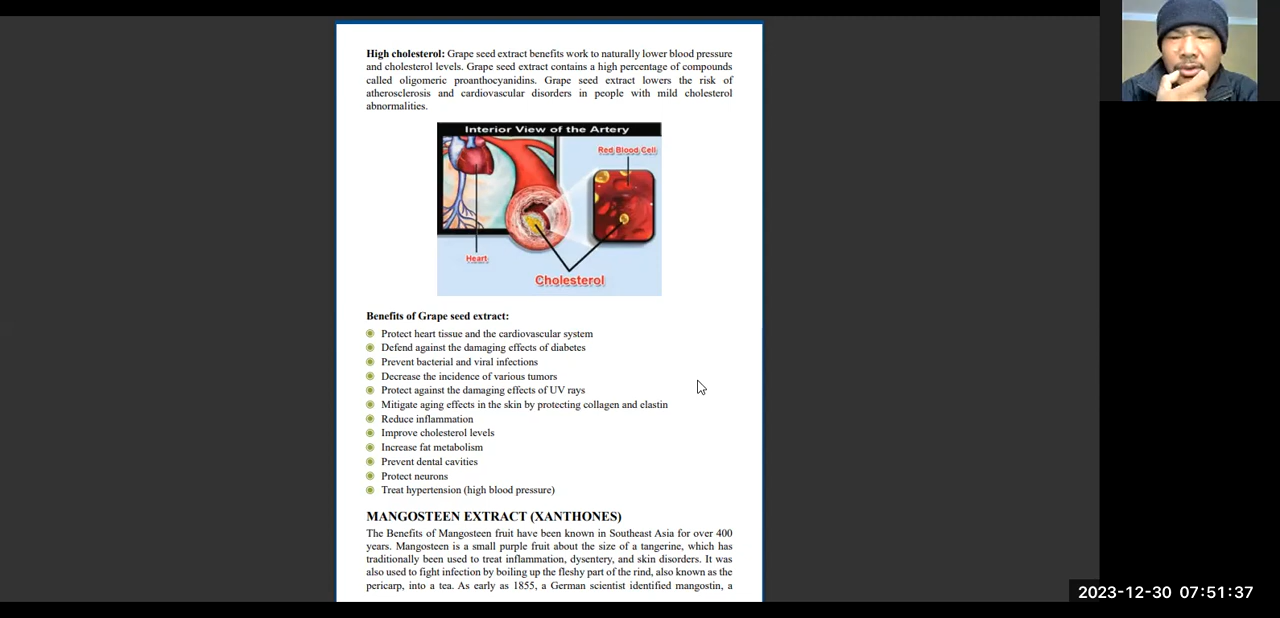 High cholesterol: Grape seed extract benefits work to naturally lower blood pressure
and cholesterol levels. Grape seed extract contains a high percentage of compounds
called oligomeric proanthocyanidins. Grape seed extract lowers the risk of
atherosclerosis and cardiovascular disorders in people with mild cholesterol
abnormalities.
Interior View of the Artery
Red Blood Cell
Heart
Cholesterol
Benefits of Grape seed extract:
Protect heart tissue and the cardiovascular system
Defend against the damaging effects of diabetes
Prevent bacterial and viral infections
Decrease the incidence of various tumors
Protect against the damaging effects of UV rays
Mitigate aging effects in the skin by protecting collagen and elastin
Reduce inflammation
Improve cholesterol levels
Increase fat metabolism
Prevent dental cavities
Protect neurons
Treat hypertension (high blood pressure)
MANGOSTEEN EXTRACT (XANTHONES)
The Benefits of Mangosteen fruit have been known in Southeast Asia for over 400
years. Mangosteen is a small purple fruit about the size of a tangerine, which has
traditionally been used to treat inflammation, dysentery, and skin disorders. It was
also used to fight infection by boiling up the fleshy part of the rind, also known as the
pericarp, into a tea. As early as 1855, a German scientist identified mangostin, a
2023-12-30 07:51:37